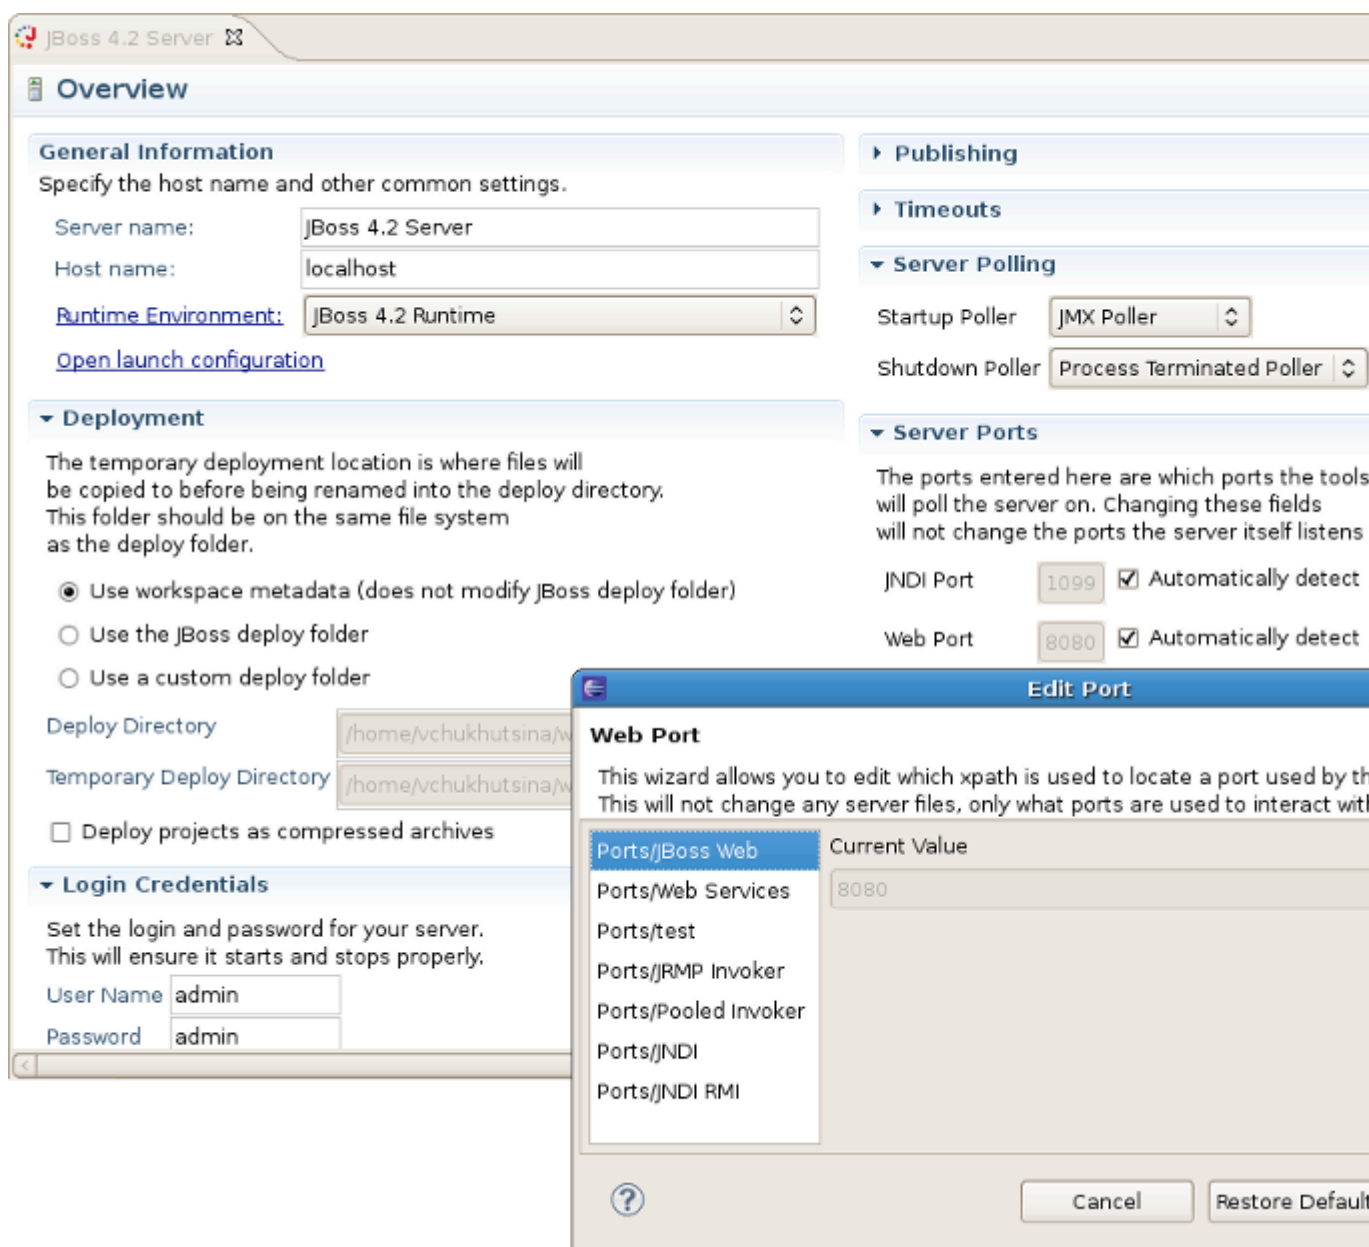 JBoss 4.2 Server
Overview
General Information
Specify the host name and other common settings.
Server name:
JBoss 4.2 Server
Host name:
localhost
Runtime Environment:
JBoss 4.2 Runtime
Open launch configuration
Deployment
The temporary deployment location is where files will
be copied to before being renamed into the deploy directory.
This folder should be on the same file system
as the deploy folder.
Use workspace metadata (does not modify JBoss deploy folder)
Use the JBoss deploy folder
Use a custom deploy folder
Deploy Directory
/home/vchukhutsina/w
Temporary Deploy Directory
/home/vchukhutsina/w
Deploy projects as compressed archives
Login Credentials
Set the login and password for your server.
This will ensure it starts and stops properly.
User Name
admin
Password
admin
Publishing
Timeouts
Server Polling
Startup Poller
JMX Poller
Shutdown Poller
Process Terminated Poller
Server Ports
The ports entered here are which ports the tools
will poll the server on. Changing these fields
will not change the ports the server itself listens
JNDI Port
1099
Automatically detect
Web Port
8080
Automatically detect
Edit Port
Web Port
This wizard allows you to edit which xpath is used to locate a port used by th
This will not change any server files, only what ports are used to interact with
Ports/JBoss Web
Ports/Web Services
Ports/test
Ports/JRMP Invoker
Ports/Pooled Invoker
Ports/JNDI
Ports/JNDI RMI
Current Value
8080
?
Cancel
Restore Default